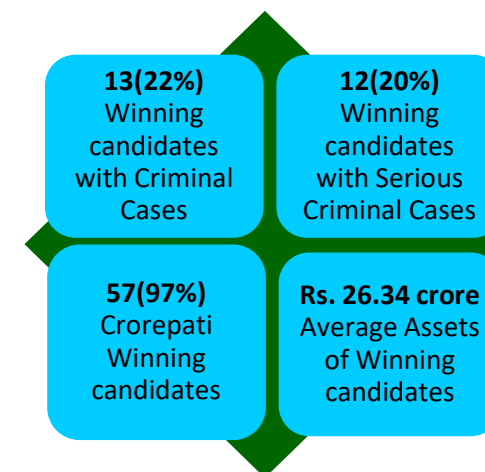 13(22%)
Winning
candidates
with Criminal
Cases
12(20%)
Winning
candidates
with Serious
Criminal Cases
57(97%)
Crorepati
Winning
candidates
Rs. 26.34 crore
Average Assets
of Winning
candidates